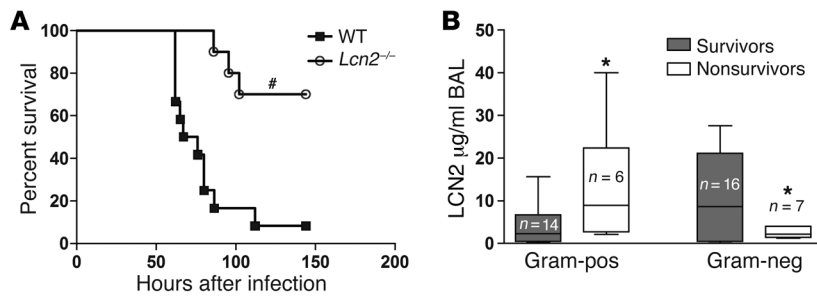 A
Percent survival
100
80
60
40
20
0
0 50 100 150 200
Hours after infection
WT
Lcn2–/–
#
B
LCN2 μg/ml BAL
50
40
30
20
10
0
Survivors
Nonsurvivors
*
n = 6
n = 14
n = 16
*
n = 7
Gram-pos Gram-neg